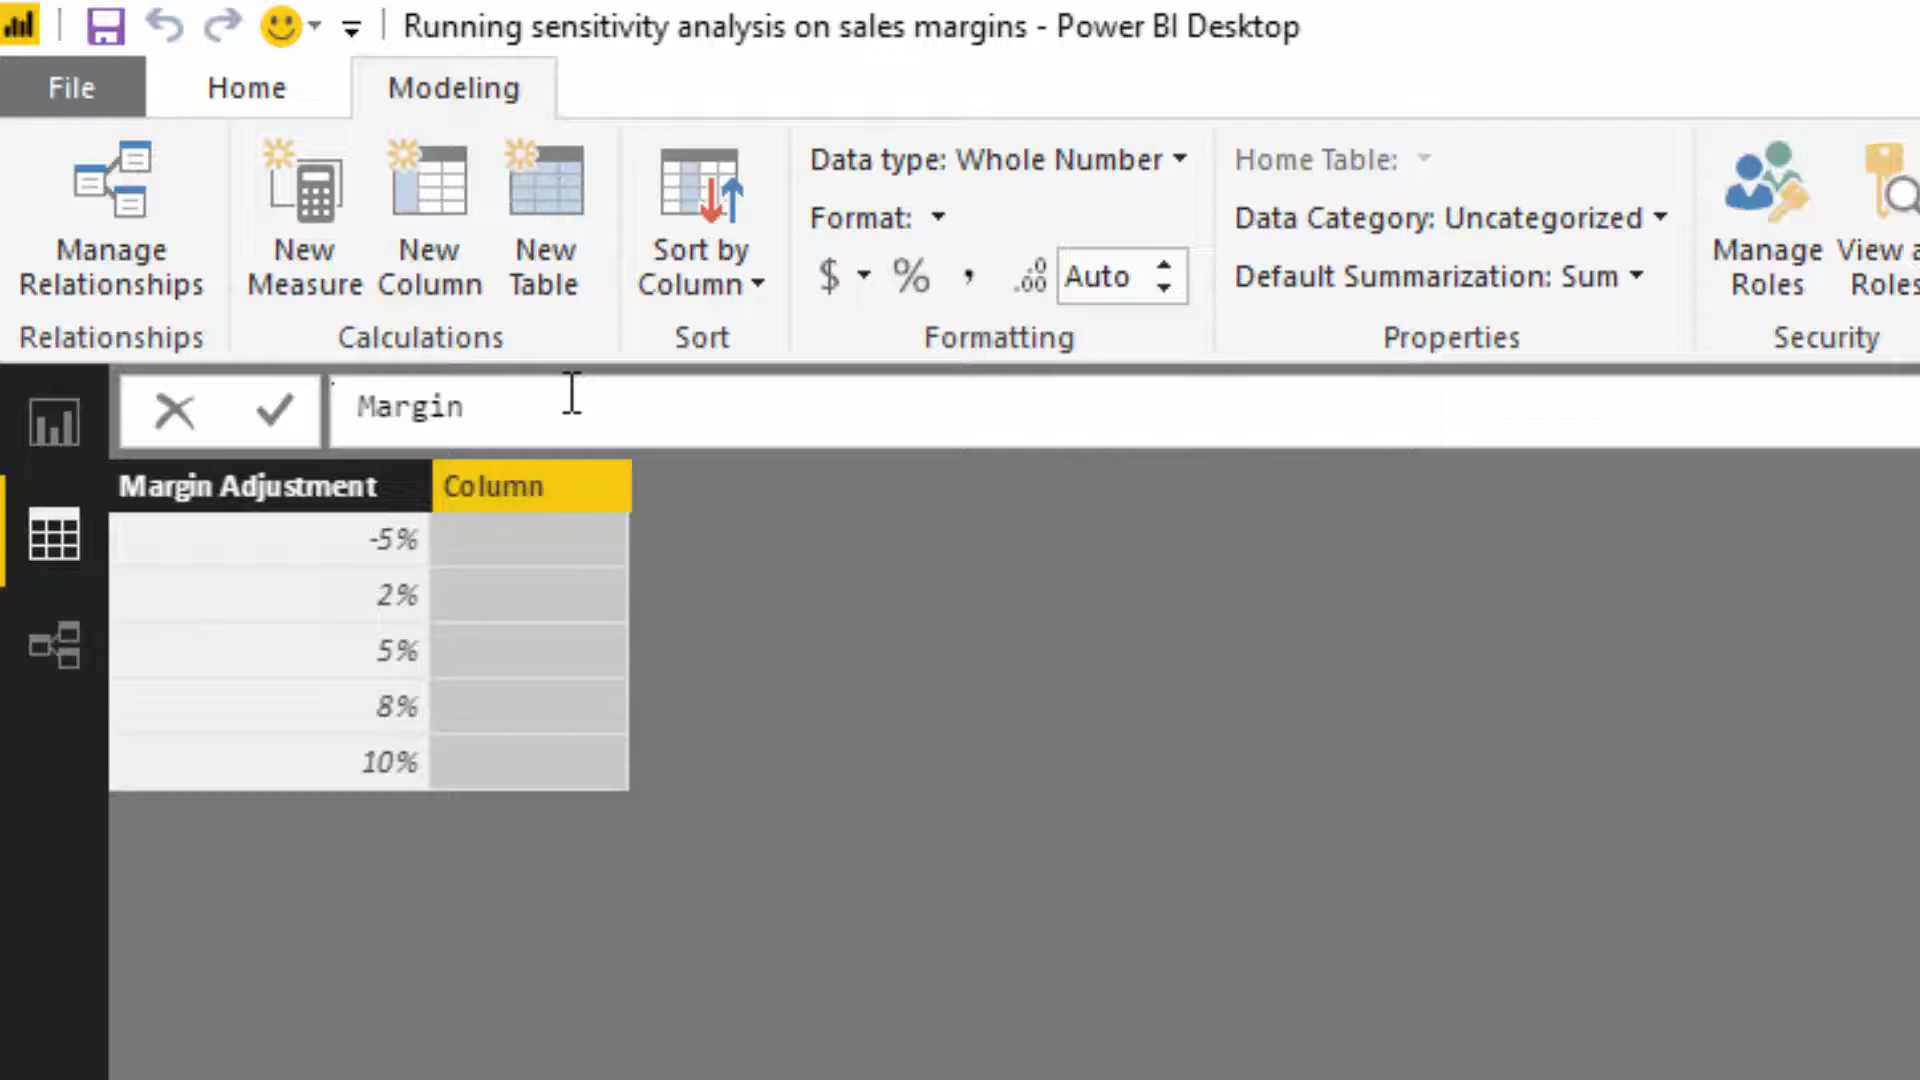 Running sensitivity analysis on sales margins - Power BI Desktop
File Home Modeling
Manage Relationships
New Measure
New Column
New Table
Sort by Column
Data type: Whole Number
Format:
$ % , .00 Auto
Home Table:
Data Category: Uncategorized
Default Summarization: Sum
Manage Roles
View a
Roles
Relationships Calculations Sort Formatting Properties Security
Margin
Margin Adjustment Column
-5%
2%
5%
8%
10%